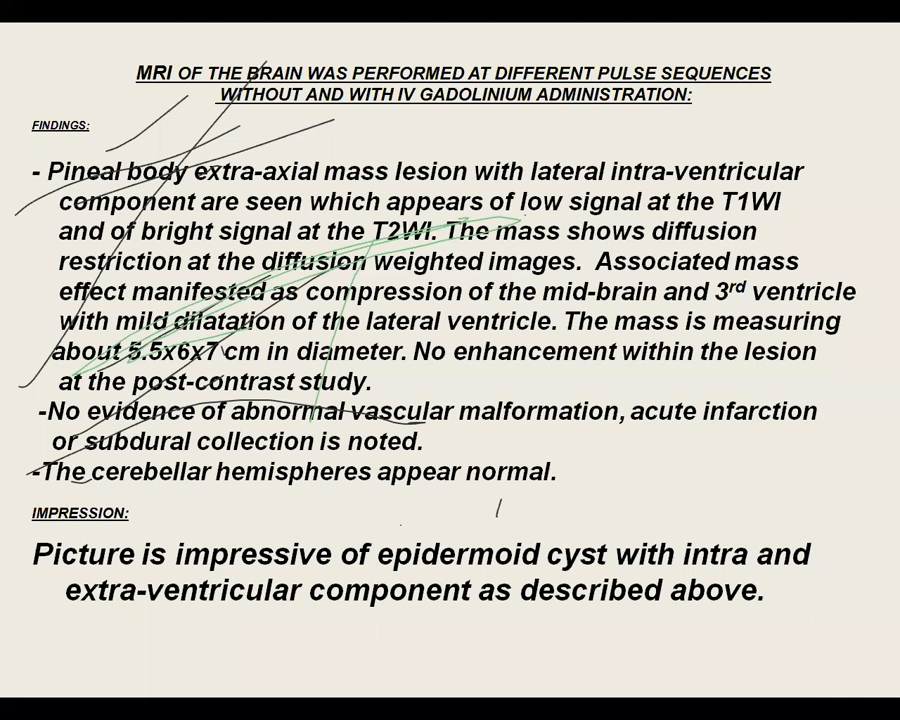 MRI OF THE BRAIN WAS PERFORMED AT DIFFERENT PULSE SEQUENCES
WITHOUT AND WITH IV GADOLINIUM ADMINISTRATION:
FINDINGS:
- Pineal body extra-axial mass lesion with lateral intra-ventricular
component are seen which appears of low signal at the T1WI
and of bright signal at the T2WI. The mass shows diffusion
restriction at the diffusion weighted images. Associated mass
effect manifested as compression of the mid-brain and 3rd ventricle
with mild dilatation of the lateral ventricle. The mass is measuring
about 5.5x6x7 cm in diameter. No enhancement within the lesion
at the post-contrast study.
-No evidence of abnormal vascular malformation, acute infarction
or subdural collection is noted.
-The cerebellar hemispheres appear normal.
IMPRESSION:
Picture is impressive of epidermoid cyst with intra and
extra-ventricular component as described above.